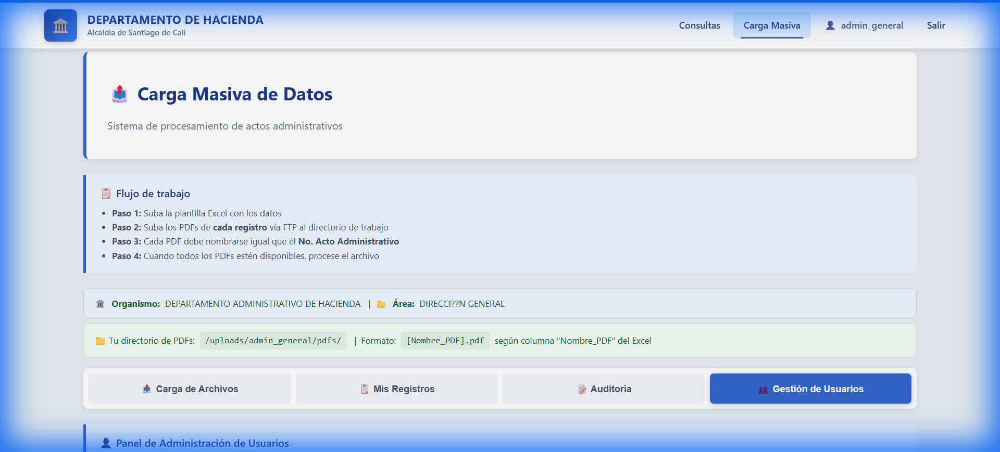 DEPARTAMENTO DE HACIENDA
Alcaldía de Santiago de Cali
Consultas
Carga Masiva
admin_general
Salir
Carga Masiva de Datos
Sistema de procesamiento de actos administrativos
Flujo de trabajo
Paso 1: Suba la plantilla Excel con los datos
Paso 2: Suba los PDFs de cada registro vía FTP al directorio de trabajo
Paso 3: Cada PDF debe nombrarse igual que el No. Acto Administrativo
Paso 4: Cuando todos los PDFs estén disponibles, procese el archivo
Organismo: DEPARTAMENTO ADMINISTRATIVO DE HACIENDA | Área: DIRECCI??N GENERAL
Tu directorio de PDFs: /uploads/admin_general/pdfs/ | Formato: [Nombre_PDF].pdf según columna "Nombre_PDF" del Excel
Carga de Archivos
Mis Registros
Auditoría
Gestión de Usuarios
Panel de Administración de Usuarios